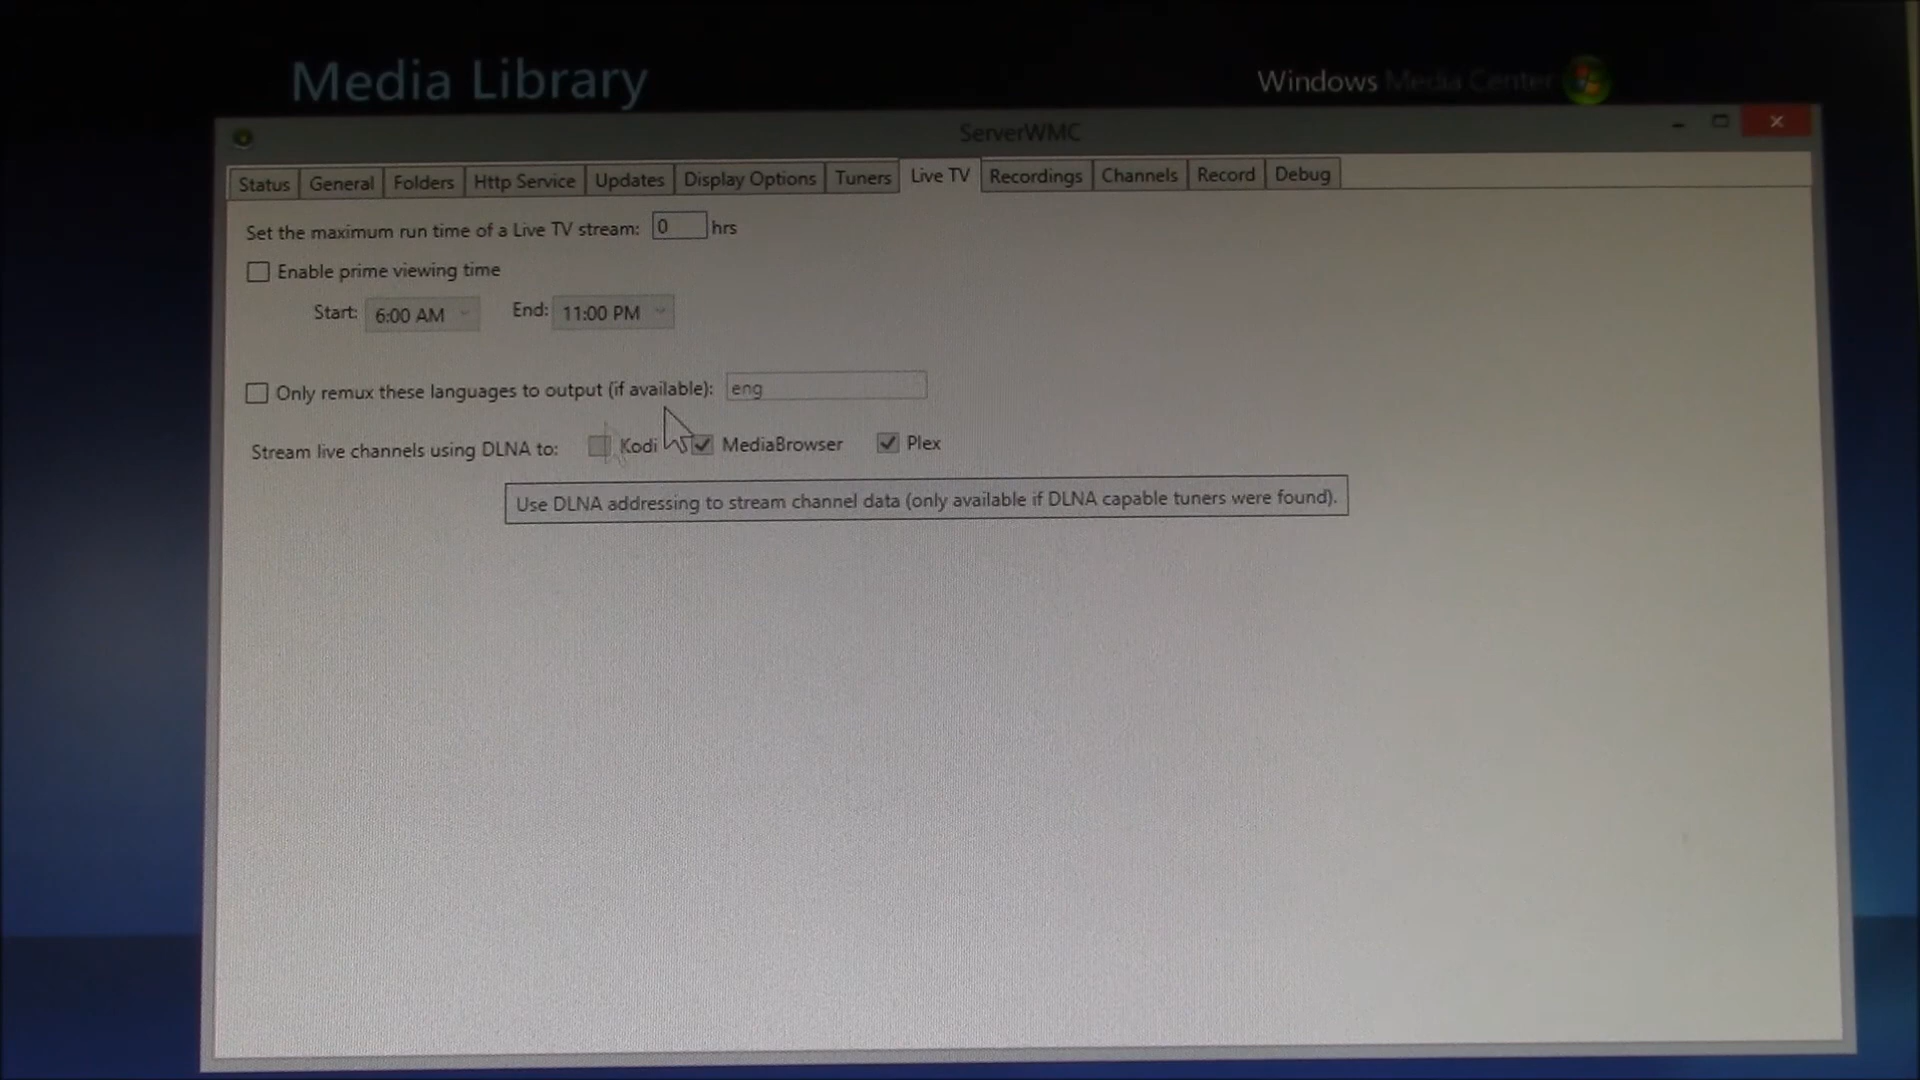 Media Library
Windows Media Center
ServerWMC
Status General Folders Http Service Updates Display Options Tuners Live TV Recordings Channels Record Debug
Set the maximum run time of a Live TV stream: 0 hrs
Enable prime viewing time
Start: 6:00 AM End: 11:00 PM
Only remux these languages to output (if available): eng
Stream live channels using DLNA to: Kodi MediaBrowser Plex
Use DLNA addressing to stream channel data (only available if DLNA capable tuners were found).